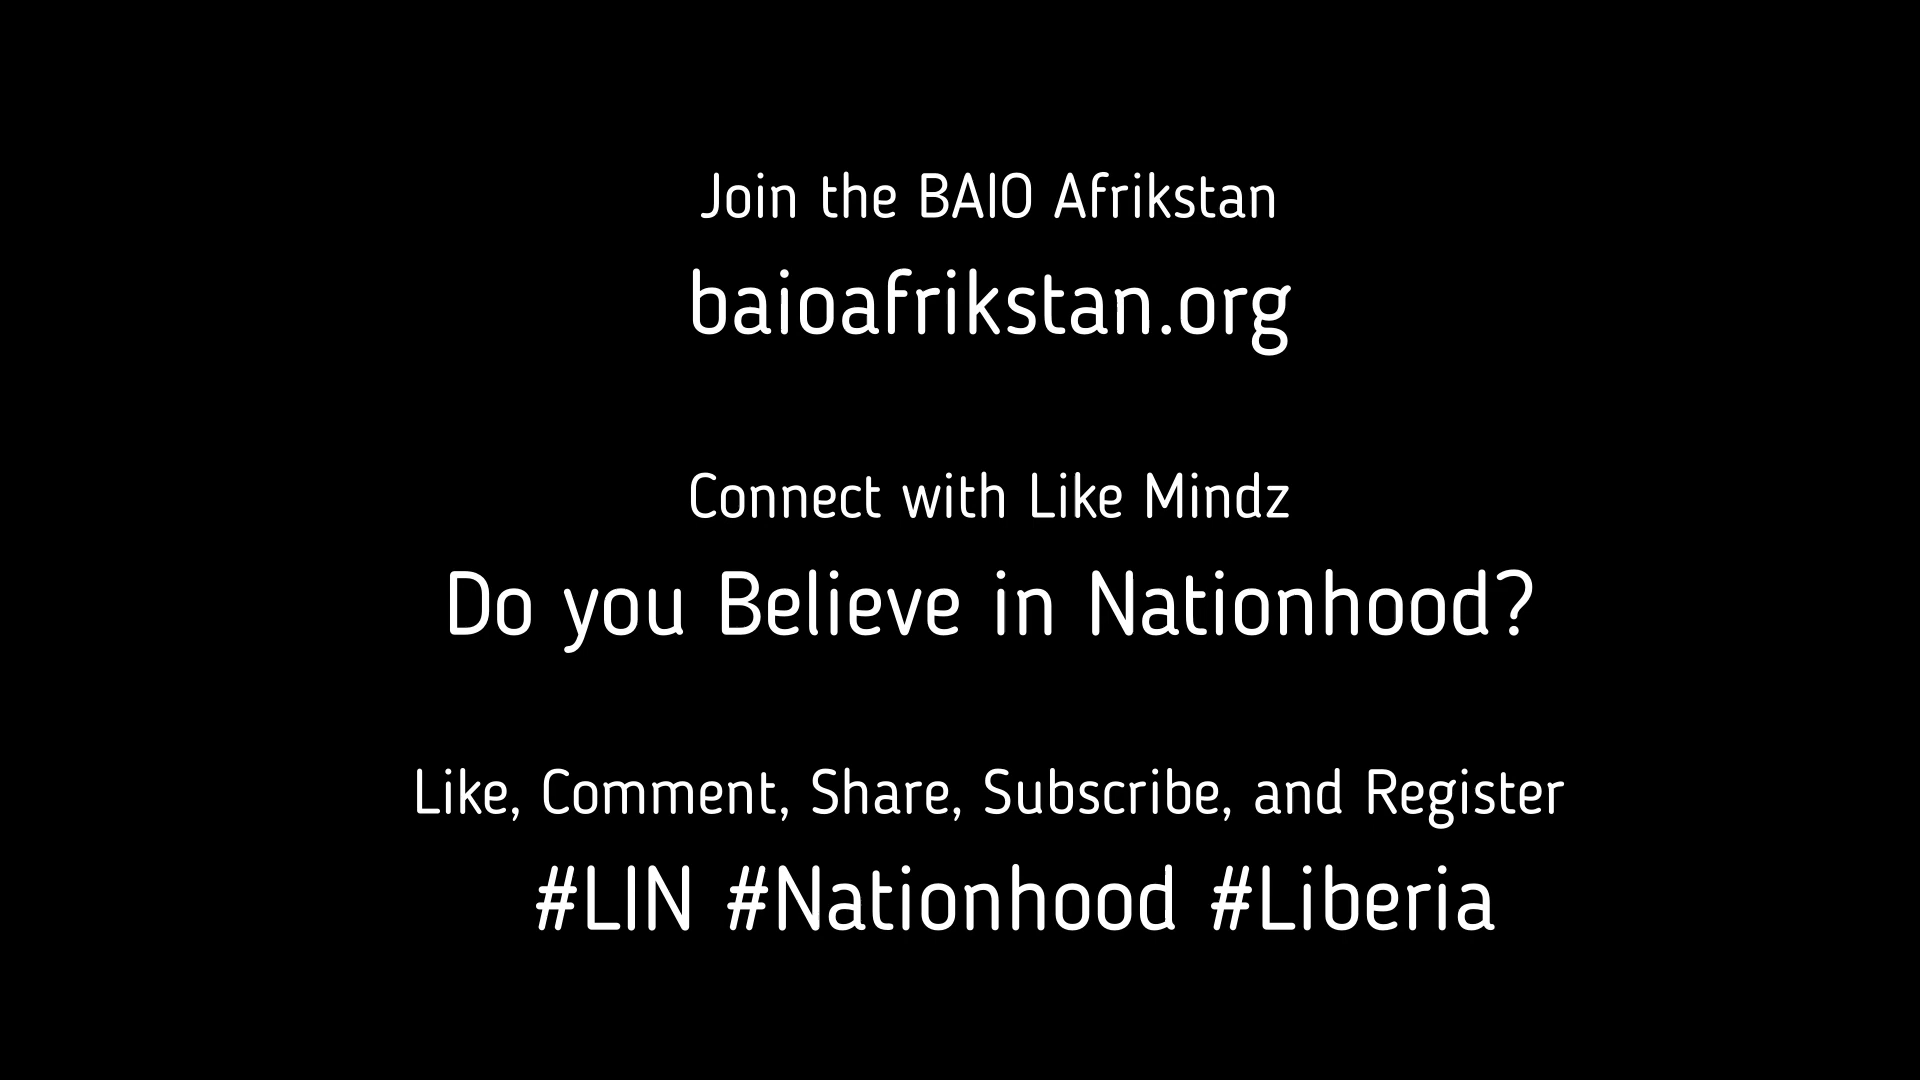 Join the BAIO Afrikstan
baioafrikstan.org
Connect with Like Mindz
Do you Believe in Nationhood?
Like, Comment, Share, Subscribe, and Register
#LIN #Nationhood #Liberia